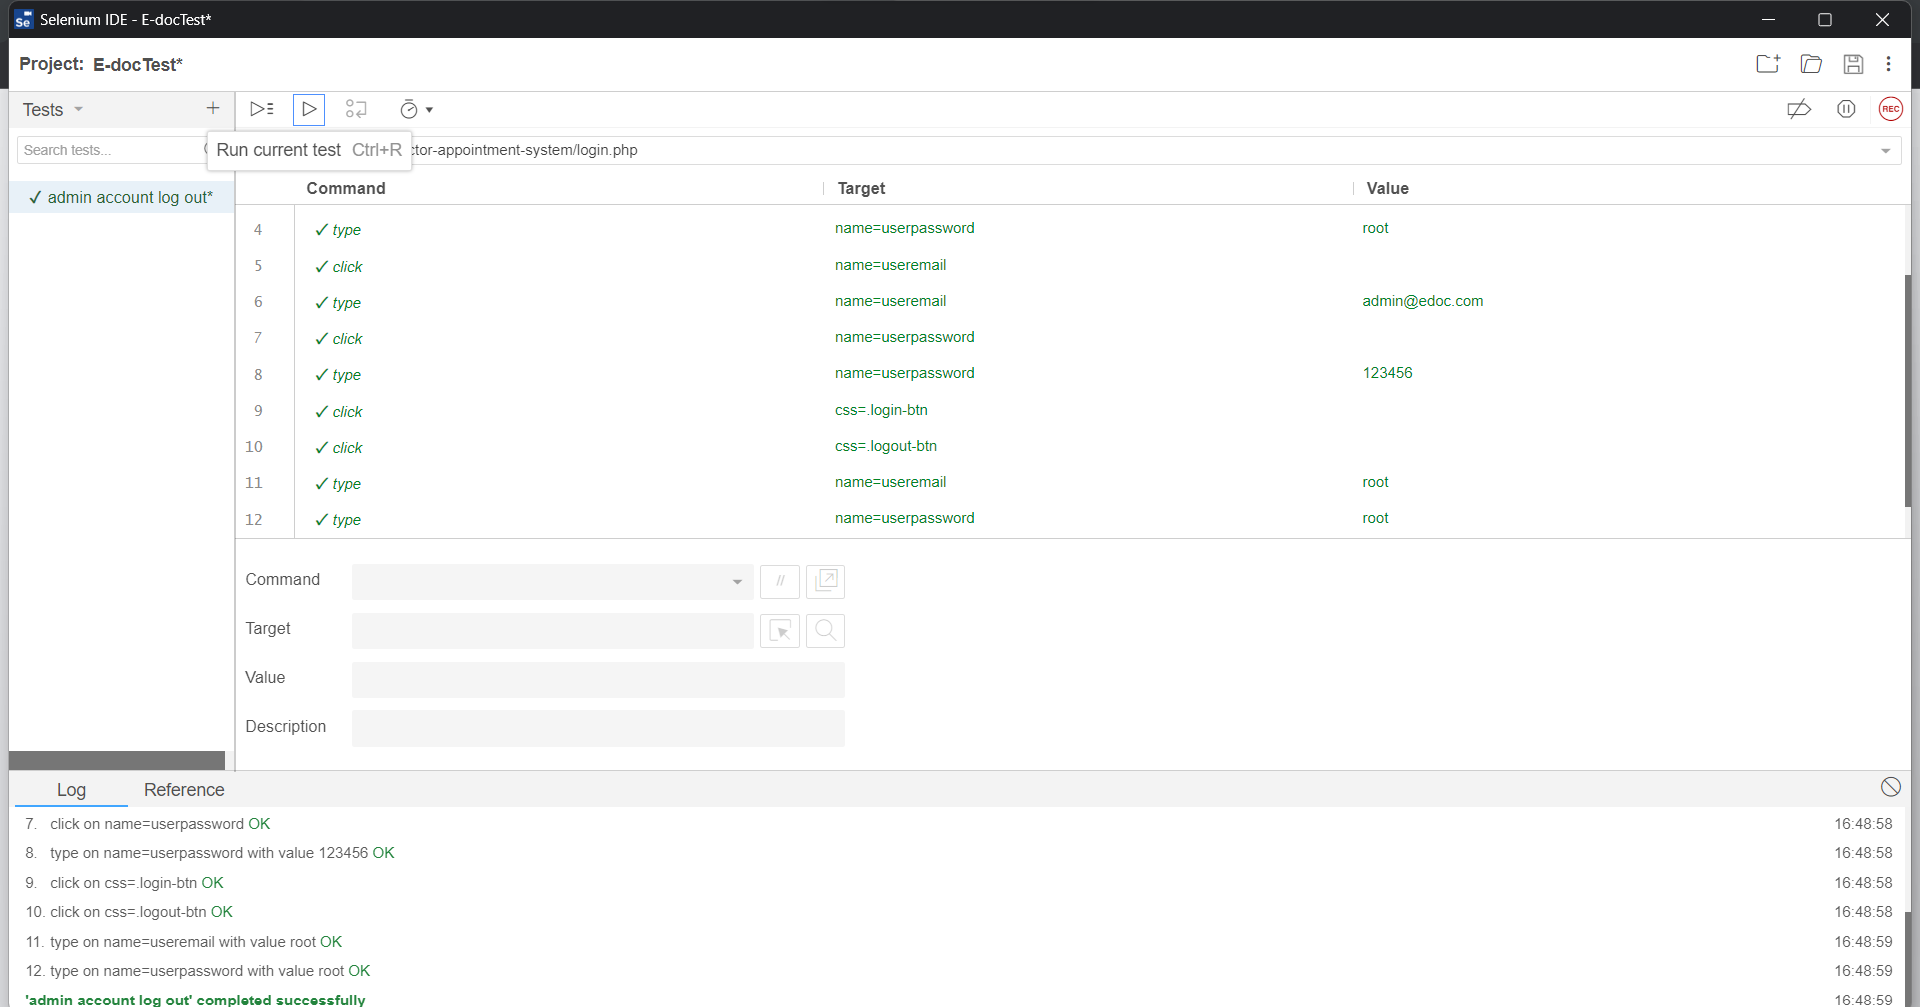 Selenium IDE - E-docTest*
Project: E-docTest*
Tests
Run current test Ctrl+R
Search tests...
ctor-appointment-system/login.php
admin account log out*
Command Target Value
4 type name=userpassword root
5 click name=useremail
6 type name=useremail admin@edoc.com
7 click name=userpassword
8 type name=userpassword 123456
9 click css=.login-btn
10 click css=.logout-btn
11 type name=useremail root
12 type name=userpassword root
Command //
Target
Value
Description
Log Reference
7. click on name=userpassword OK 16:48:58
8. type on name=userpassword with value 123456 OK 16:48:58
9. click on css=.login-btn OK 16:48:58
10. click on css=.logout-btn OK 16:48:58
11. type on name=useremail with value root OK 16:48:59
12. type on name=userpassword with value root OK 16:48:59
'admin account log out' completed successfully 16:48:59
REC
Se